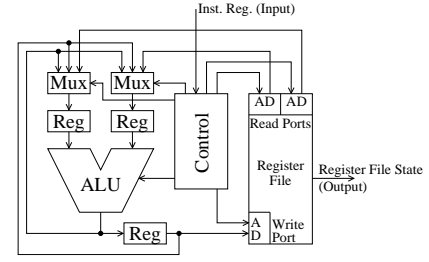 Inst. Reg. (Input)
Mux
Mux
AD
AD
Reg
Reg
Control
Read Ports
Register
File
Register File State
(Output)
ALU
A
D
Write
Port
Reg